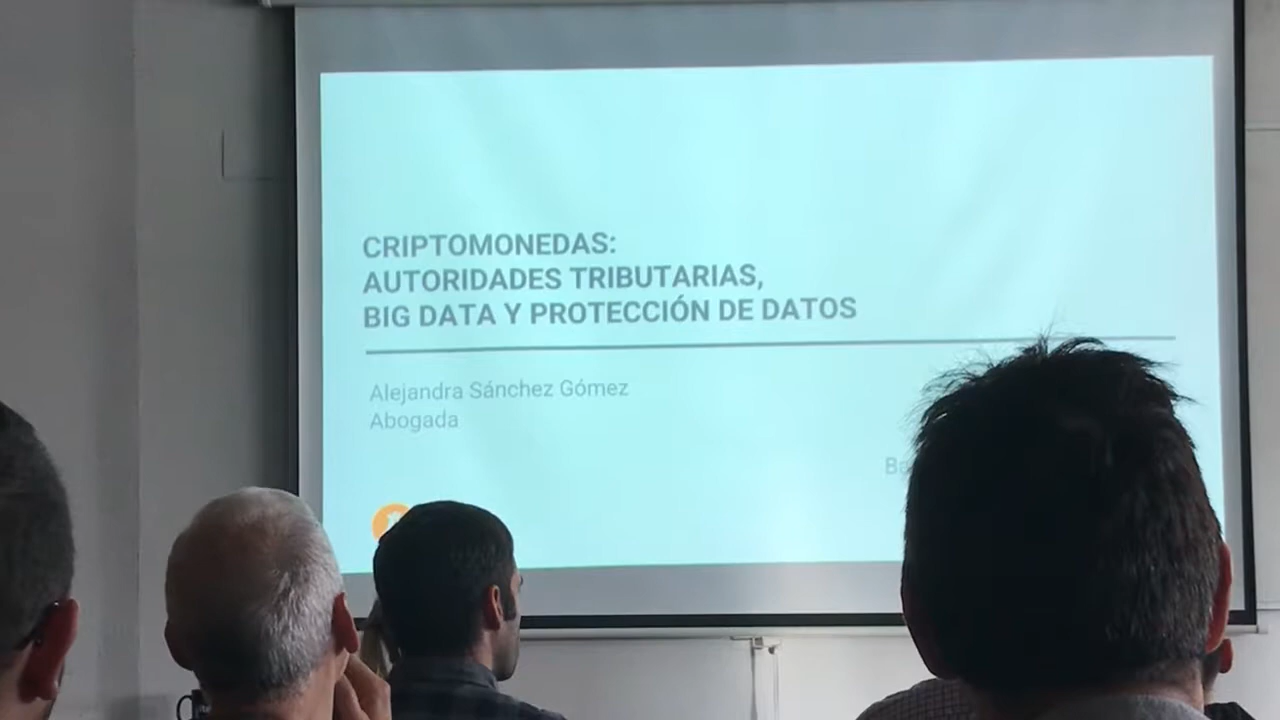 CRIPTOMONEDAS:
AUTORIDADES TRIBUTARIAS,
BIG DATA Y PROTECCIÓN DE DATOS
Alejandra Sánchez Gómez
Abogada